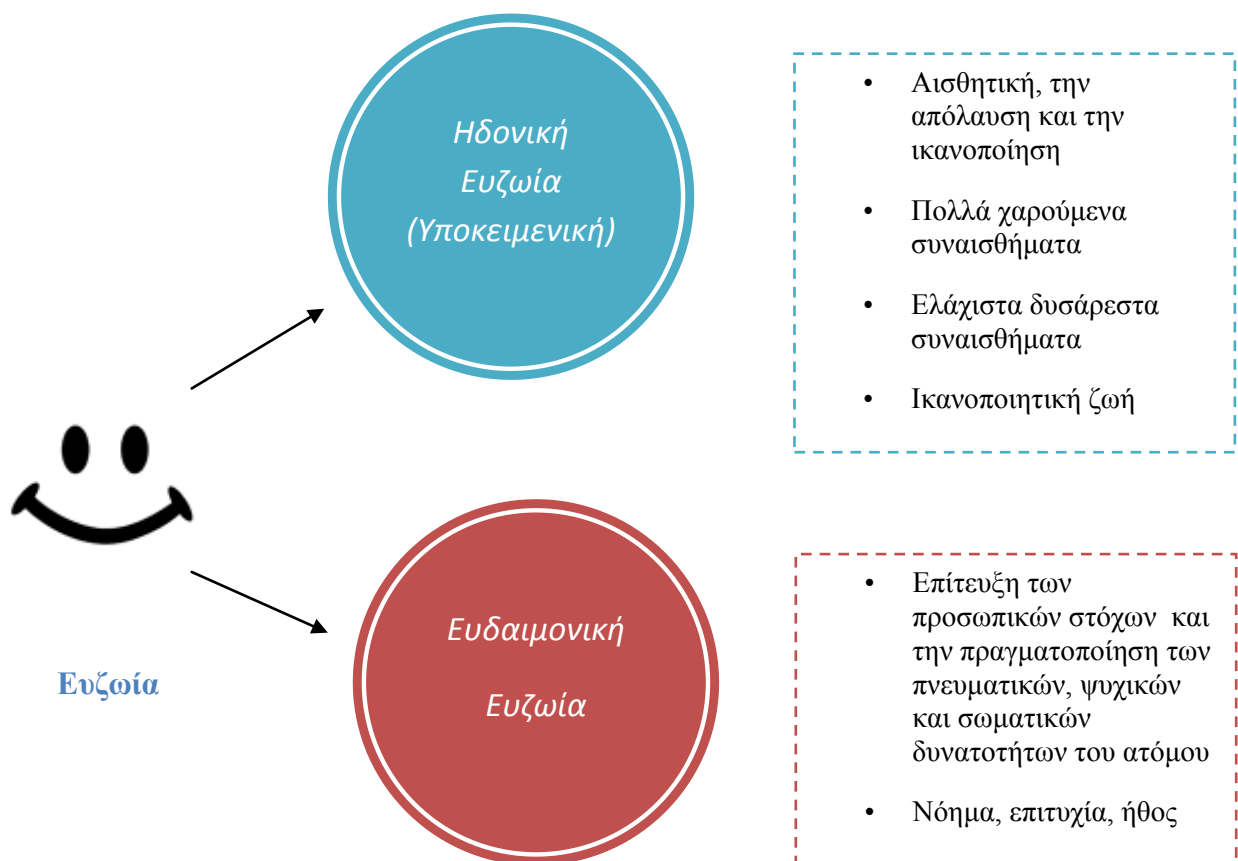 Ηδονική
Ευζωία
(Υποκειμενική)
• Αισθητική, την
απόλαυση και την
ικανοποίηση
• Πολλά χαρούμενα
συναισθήματα
• Ελάχιστα δυσάρεστα
συναισθήματα
• Ικανοποιητική ζωή
Ευζωία
Ευδαιμονική
Ευζωία
• Επίτευξη των
προσωπικών στόχων και
την πραγματοποίηση των
πνευματικών, ψυχικών
και σωματικών
δυνατοτήτων του ατόμου
• Νόημα, επιτυχία, ήθος